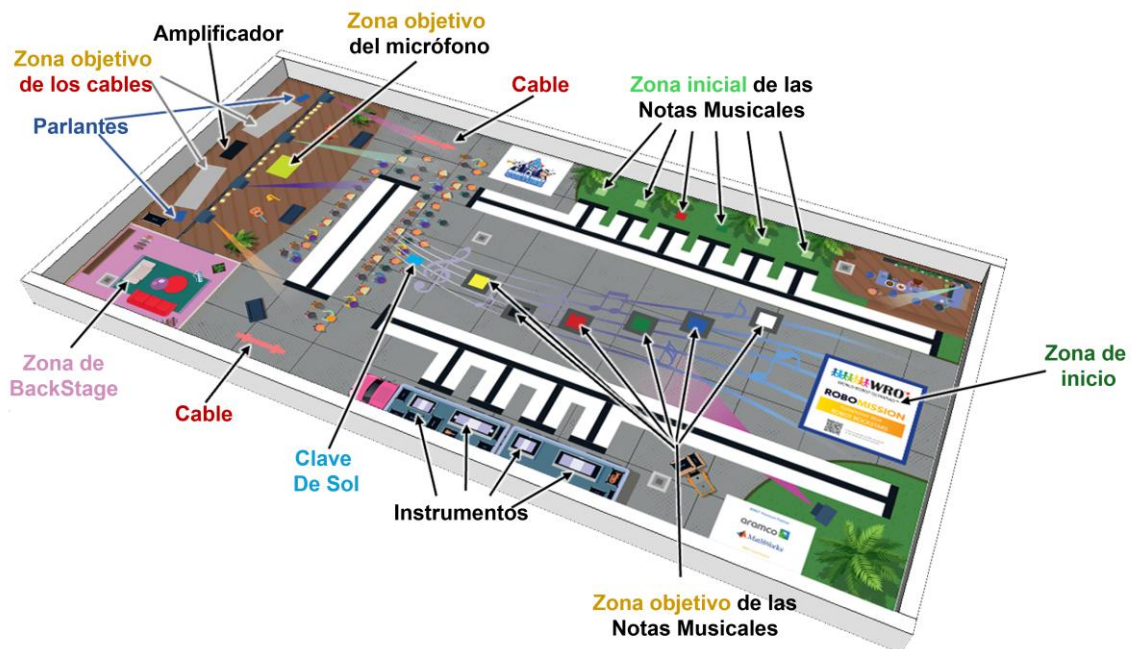 Amplificador
Zona objetivo
de los cables
Parlantes
Zona objetivo
del micrófono
Cable
Zona inicial de las
Notas Musicales
Zona de
BackStage
Cable
Clave
De Sol
Instrumentos
Zona de
inicio
WRO
ROBOMISSION
aramco
MathWorks
Zona objetivo de las
Notas Musicales